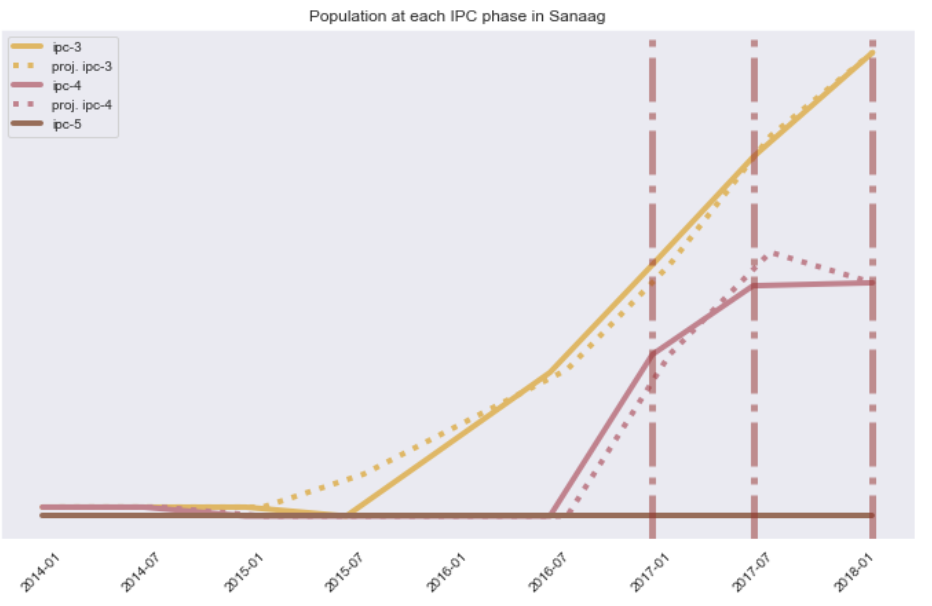 Population at each IPC phase in Sanaag
ipc-3
proj. ipc-3
ipc-4
proj. ipc-4
ipc-5
2014-01
2014-07
2015-01
2015-07
2016-01
2016-07
2017-01
2017-07
2018-01